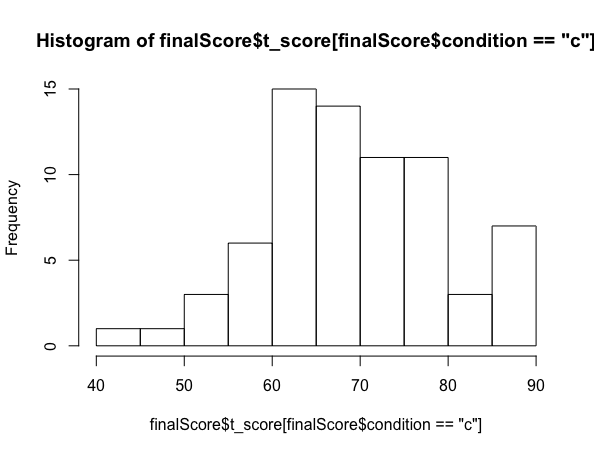 Histogram of finalScore$t_score[finalScore$condition == "c"]
Frequency
15
10
5
0
40 50 60 70 80 90
finalScore$t_score[finalScore$condition == "c"]